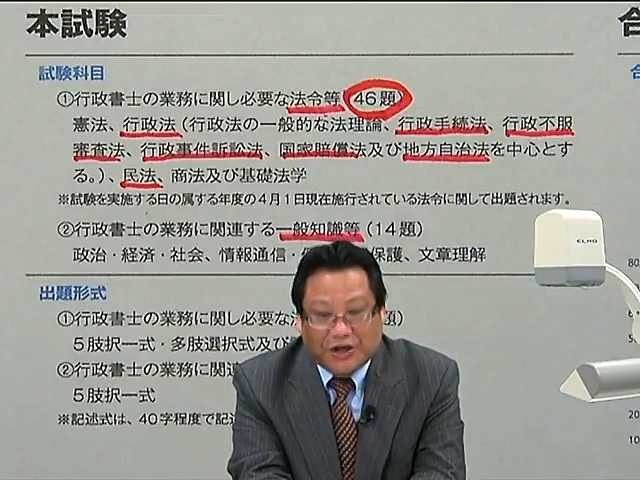 本試験
試験科目
①行政書士の業務に関し必要な法令等（46題）
憲法、行政法（行政法の一般的な法理論、行政手続法、行政不服
審査法、行政事件訴訟法、国家賠償法及び地方自治法を中心とす
る。）、民法、商法及び基礎法学
※試験を実施する日の属する年度の4月1日現在施行されている法令に関して出題されます。
②行政書士の業務に関連する一般知識等（14題）
政治・経済・社会、情報通信・ 保護、文章理解
出題形式
①行政書士の業務に関し必要な
5肢択一式・多肢選択式及び
②行政書士の業務に関
5肢択一式
※記述式は、40字程度で記
ELMO
合
80